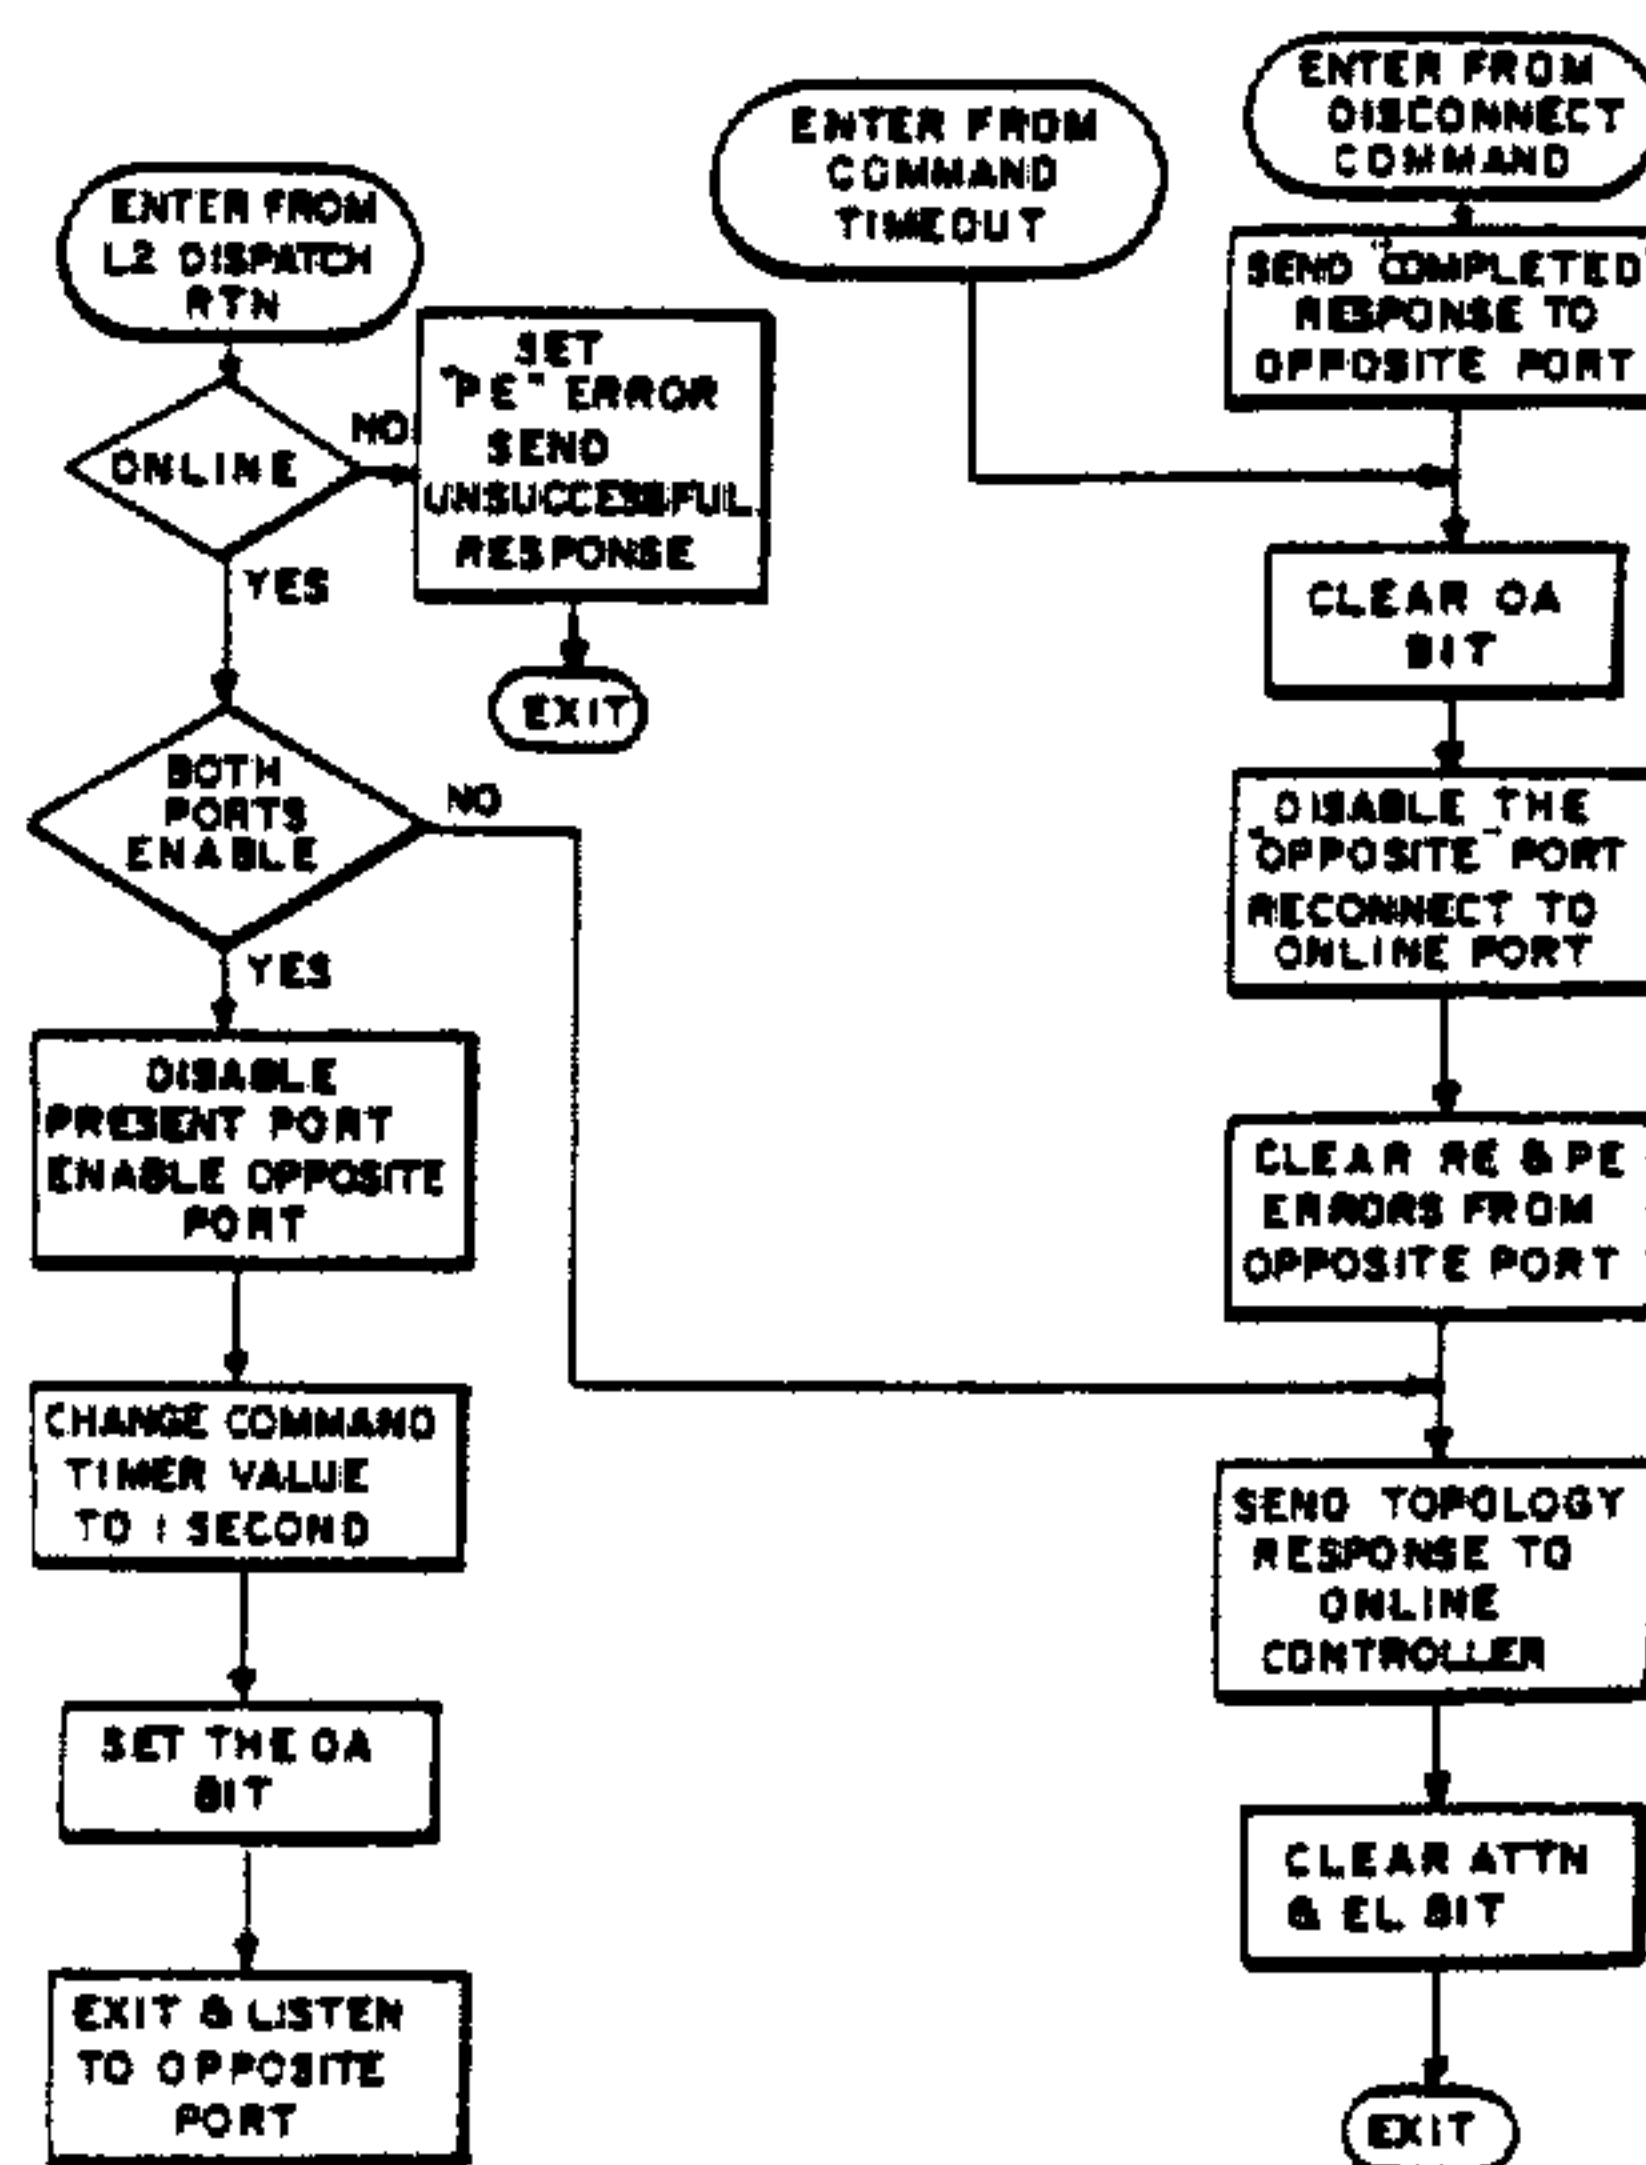 ENTER FROM
L2 DISPATCH
RTN
ONLINE
NO
YES
SET
"PE" ERROR
SEND
UNSUCCESSFUL
RESPONSE
EXIT
BOTH
PORTS
ENABLE
NO
YES
DISABLE
PRESENT PORT
ENABLE OPPOSITE
PORT
CHANGE COMMAND
TIMER VALUE
TO 1 SECOND
SET THE OA
BIT
EXIT & LISTEN
TO OPPOSITE
PORT
ENTER FROM
COMMAND
TIMEOUT
ENTER FROM
DISCONNECT
COMMAND
SEND "COMPLETED"
RESPONSE TO
OPPOSITE PORT
CLEAR OA
BIT
DISABLE THE
"OPPOSITE" PORT
RECONNECT TO
ONLINE PORT
CLEAR RE & PE
ERRORS FROM
OPPOSITE PORT
SEND TOPOLOGY
RESPONSE TO
ONLINE
CONTROLLER
CLEAR ATTN
& EL BIT
EXIT